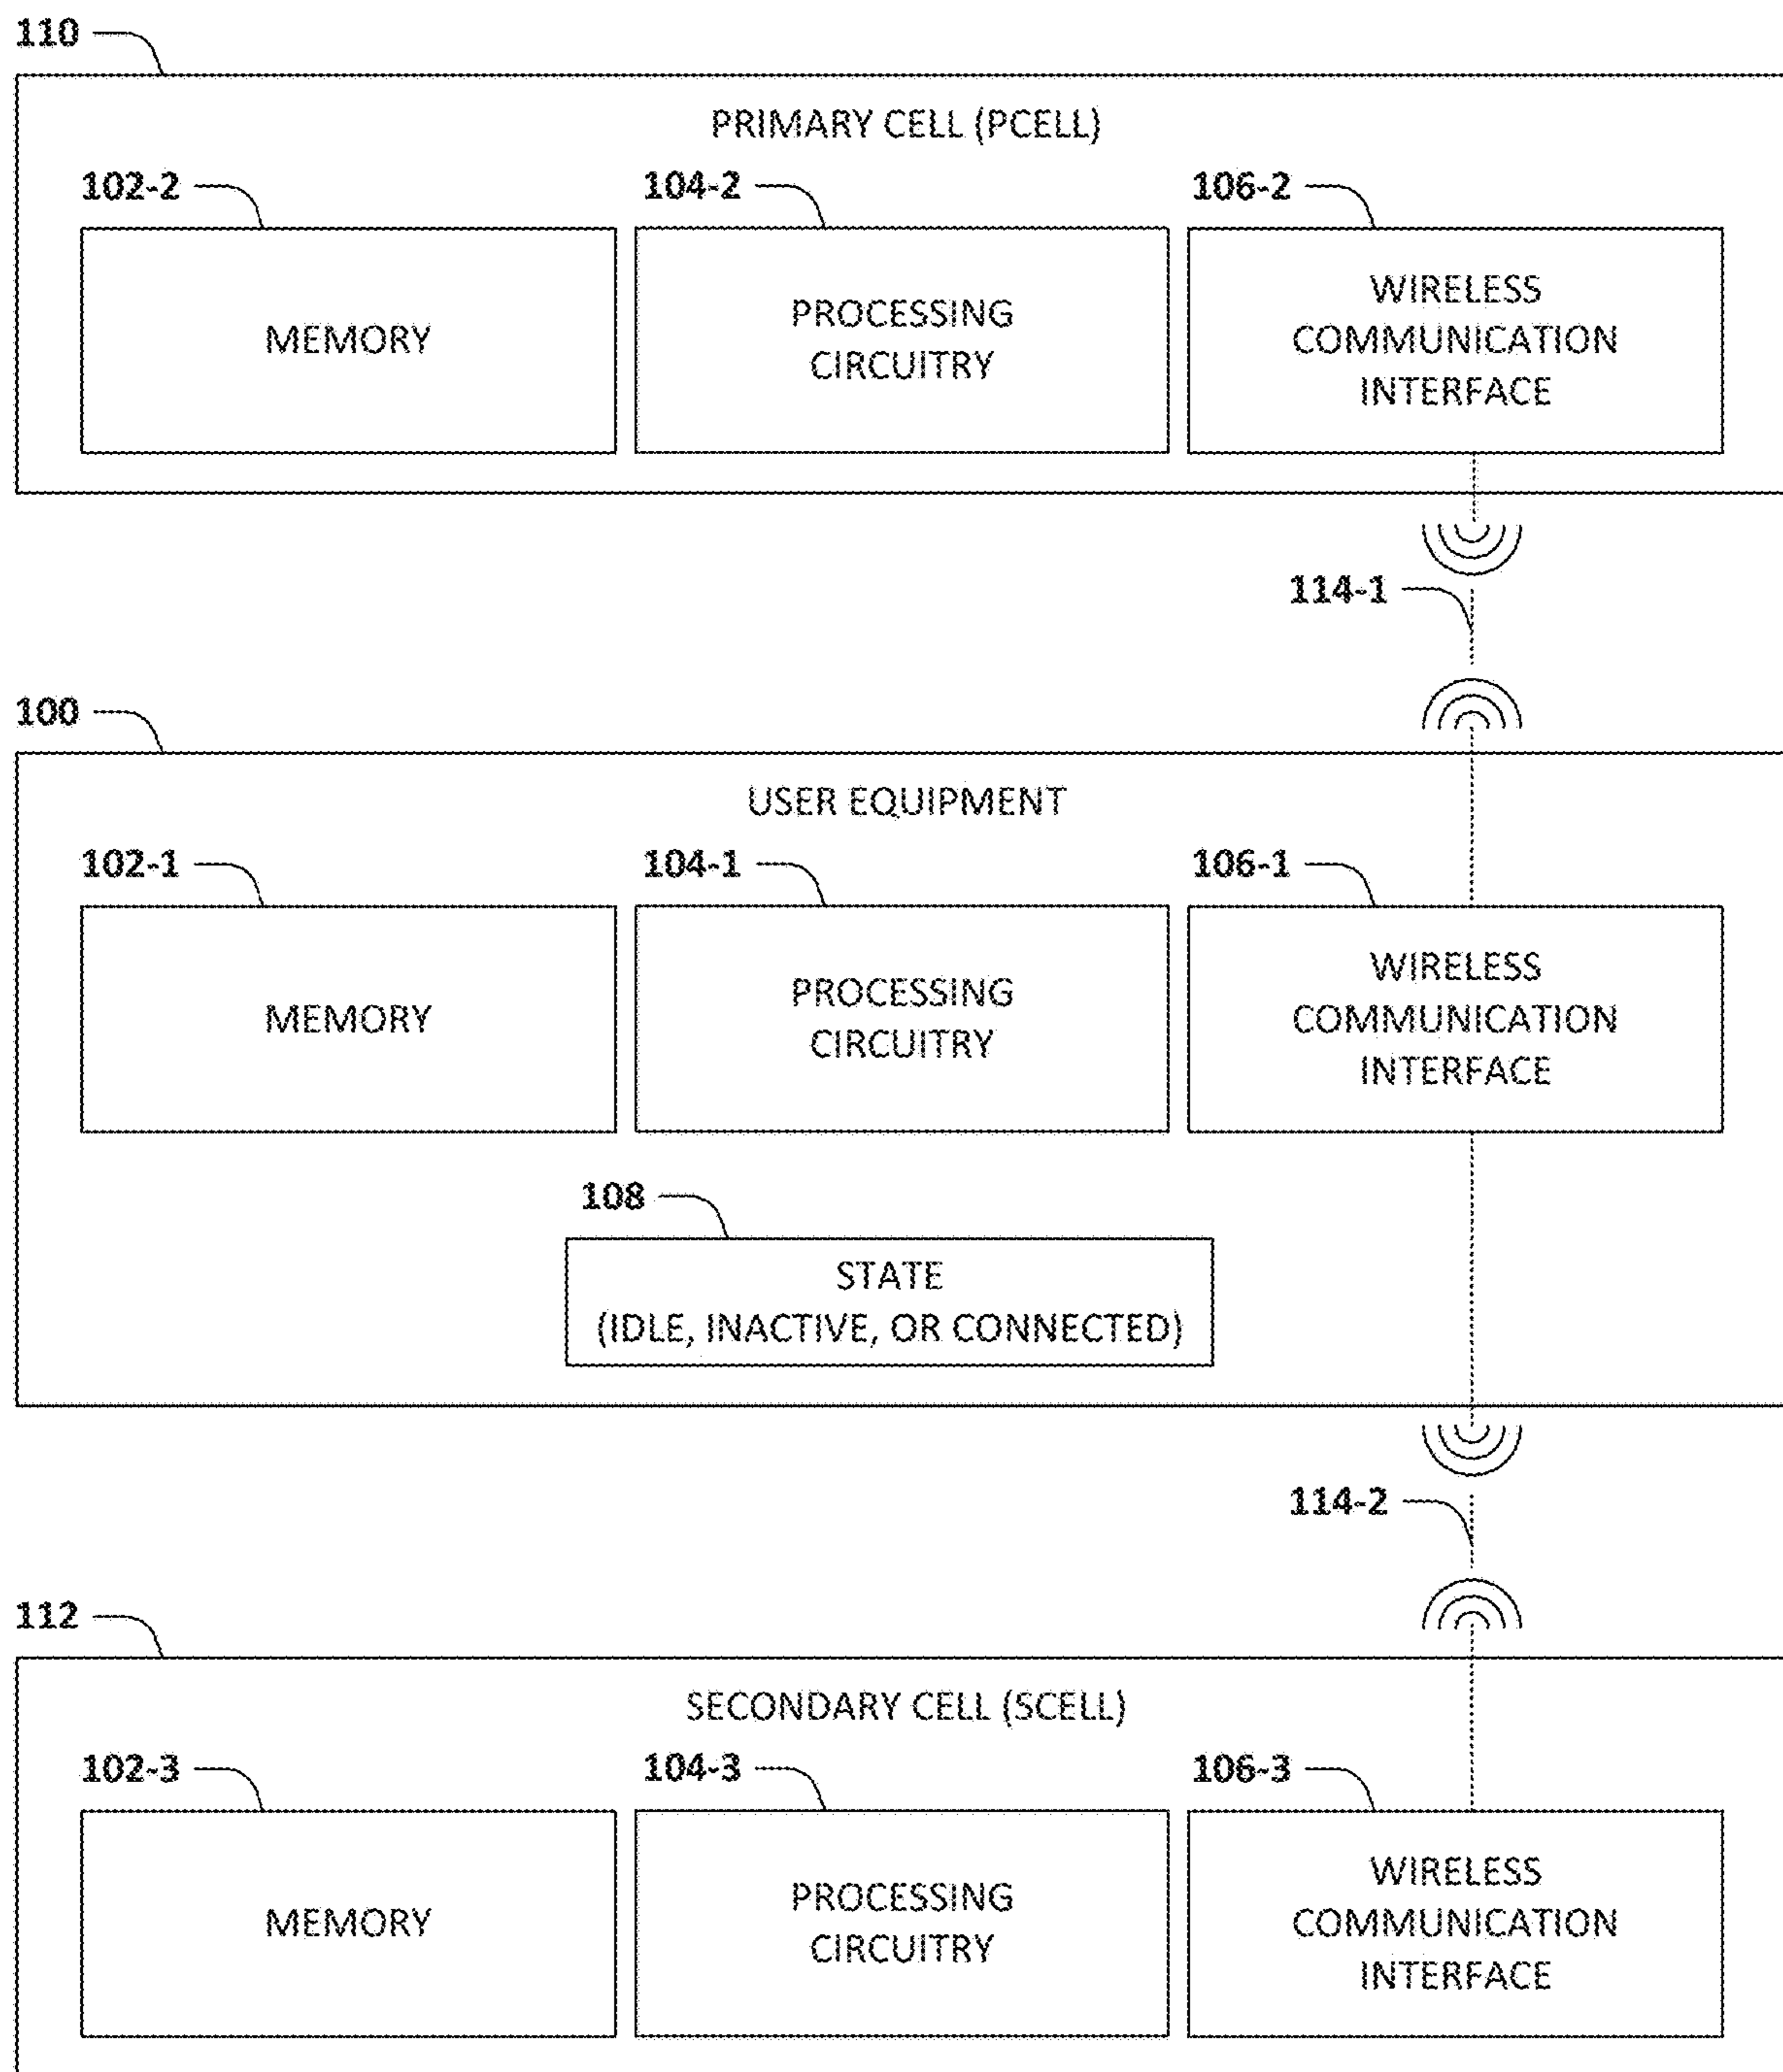 110
PRIMARY CELL (PCELL)
102-2
104-2
106-2
MEMORY
PROCESSING
CIRCUITRY
WIRELESS
COMMUNICATION
INTERFACE
114-1
100
USER EQUIPMENT
102-1
104-1
106-1
MEMORY
PROCESSING
CIRCUITRY
WIRELESS
COMMUNICATION
INTERFACE
108
STATE
(IDLE, INACTIVE, OR CONNECTED)
114-2
112
SECONDARY CELL (SCELL)
102-3
104-3
106-3
MEMORY
PROCESSING
CIRCUITRY
WIRELESS
COMMUNICATION
INTERFACE